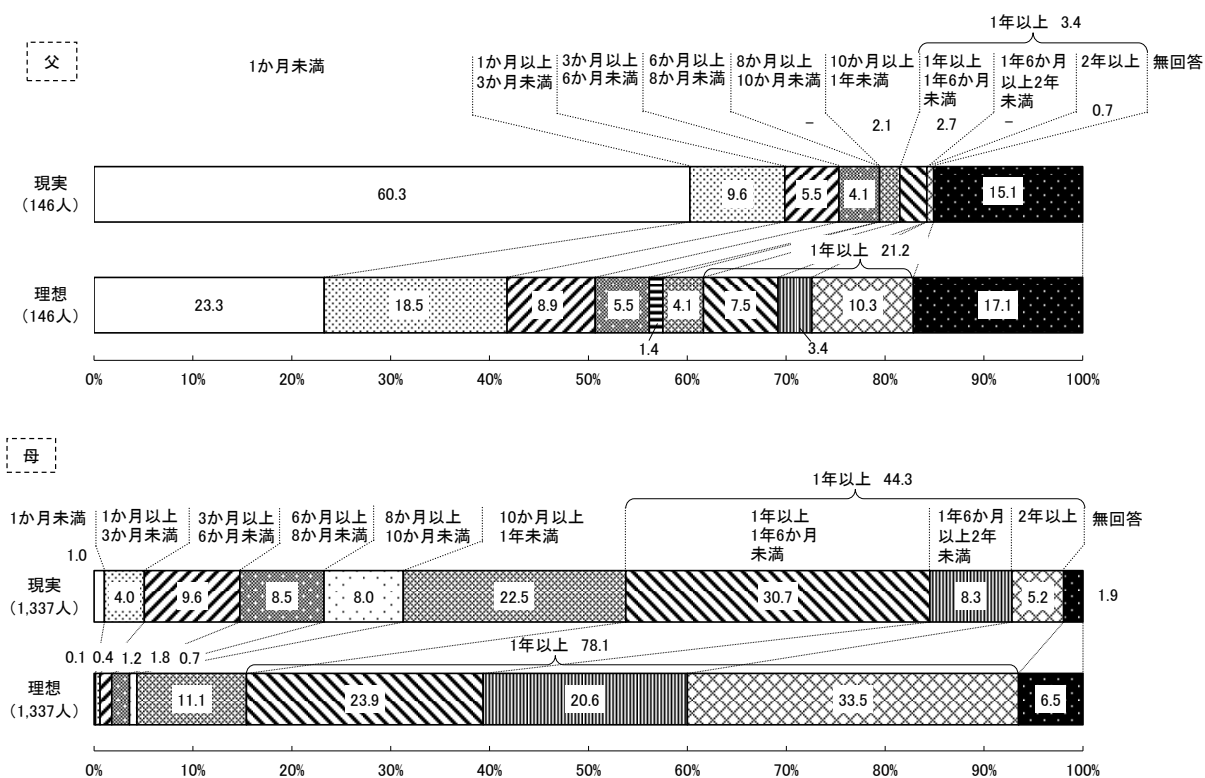 父
1年以上 3.4
1か月未満
1か月以上
3か月未満
3か月以上
6か月未満
6か月以上
8か月未満
8か月以上
10か月未満
10か月以上
1年未満
1年以上
1年6か月
未満
1年6か月
以上2年
未満
2年以上
無回答
－ 2.1 2.7 － 0.7
現実
（146人）
60.3 9.6 5.5 4.1 15.1
1年以上 21.2
理想
（146人）
23.3 18.5 8.9 5.5 4.1 7.5 10.3 17.1
1.4 3.4
0% 10% 20% 30% 40% 50% 60% 70% 80% 90% 100%
母
1年以上 44.3
1か月未満
1か月以上
3か月未満
3か月以上
6か月未満
6か月以上
8か月未満
8か月以上
10か月未満
10か月以上
1年未満
1年以上
1年6か月
未満
1年6か月
以上2年
未満
2年以上
無回答
1.0
現実
（1,337人）
4.0 9.6 8.5 8.0 22.5 30.7 8.3 5.2 1.9
1年以上 78.1
0.1 0.4 1.2 1.8 0.7
理想
（1,337人）
11.1 23.9 20.6 33.5 6.5
0% 10% 20% 30% 40% 50% 60% 70% 80% 90% 100%